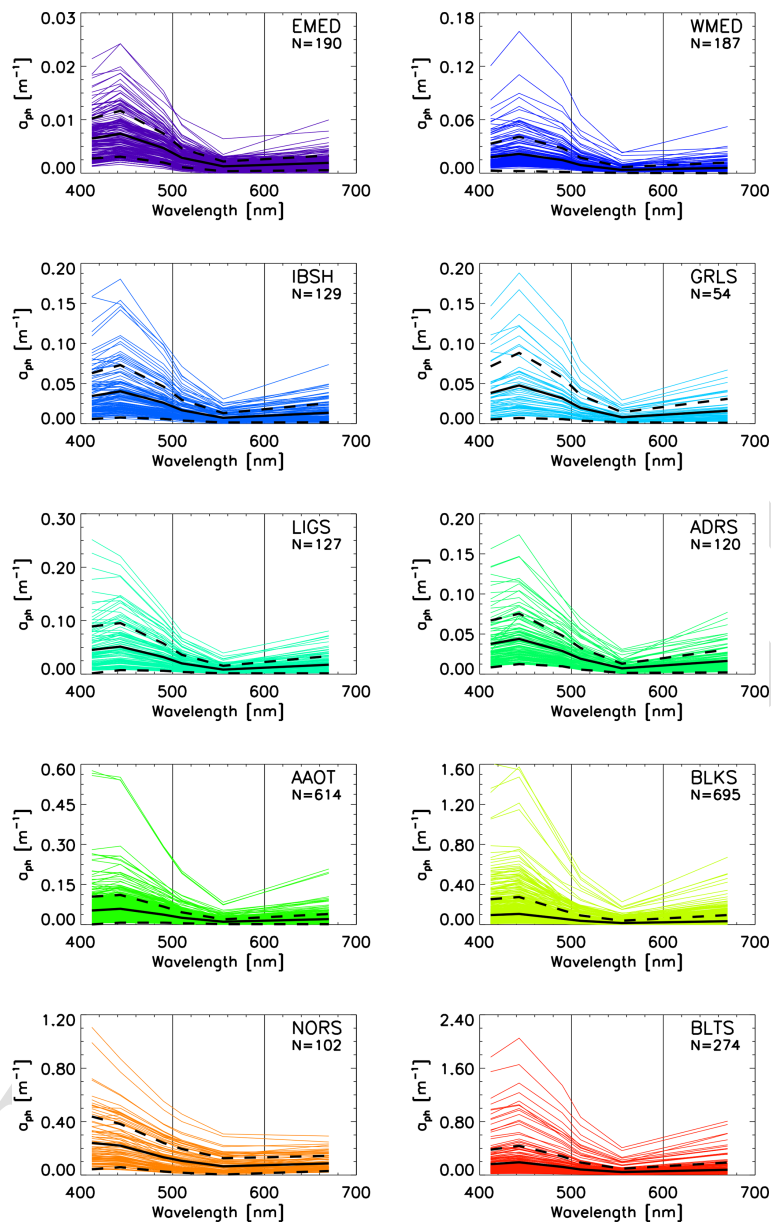 EMED
N=190
0.03
0.02
0.01
0.00
a_ph [m⁻¹]
400 500 600 700
Wavelength [nm]
WMED
N=187
0.18
0.12
0.06
0.00
a_ph [m⁻¹]
400 500 600 700
Wavelength [nm]
IBSH
N=129
0.20
0.15
0.10
0.05
0.00
a_ph [m⁻¹]
400 500 600 700
Wavelength [nm]
GRLS
N=54
0.20
0.15
0.10
0.05
0.00
a_ph [m⁻¹]
400 500 600 700
Wavelength [nm]
LIGS
N=127
0.30
0.20
0.10
0.00
a_ph [m⁻¹]
400 500 600 700
Wavelength [nm]
ADRS
N=120
0.20
0.15
0.10
0.05
0.00
a_ph [m⁻¹]
400 500 600 700
Wavelength [nm]
AAOT
N=614
0.60
0.45
0.30
0.15
0.00
a_ph [m⁻¹]
400 500 600 700
Wavelength [nm]
BLKS
N=695
1.60
1.20
0.80
0.40
0.00
a_ph [m⁻¹]
400 500 600 700
Wavelength [nm]
NORS
N=102
1.20
0.80
0.40
0.00
a_ph [m⁻¹]
400 500 600 700
Wavelength [nm]
BLTS
N=274
2.40
1.60
0.80
0.00
a_ph [m⁻¹]
400 500 600 700
Wavelength [nm]